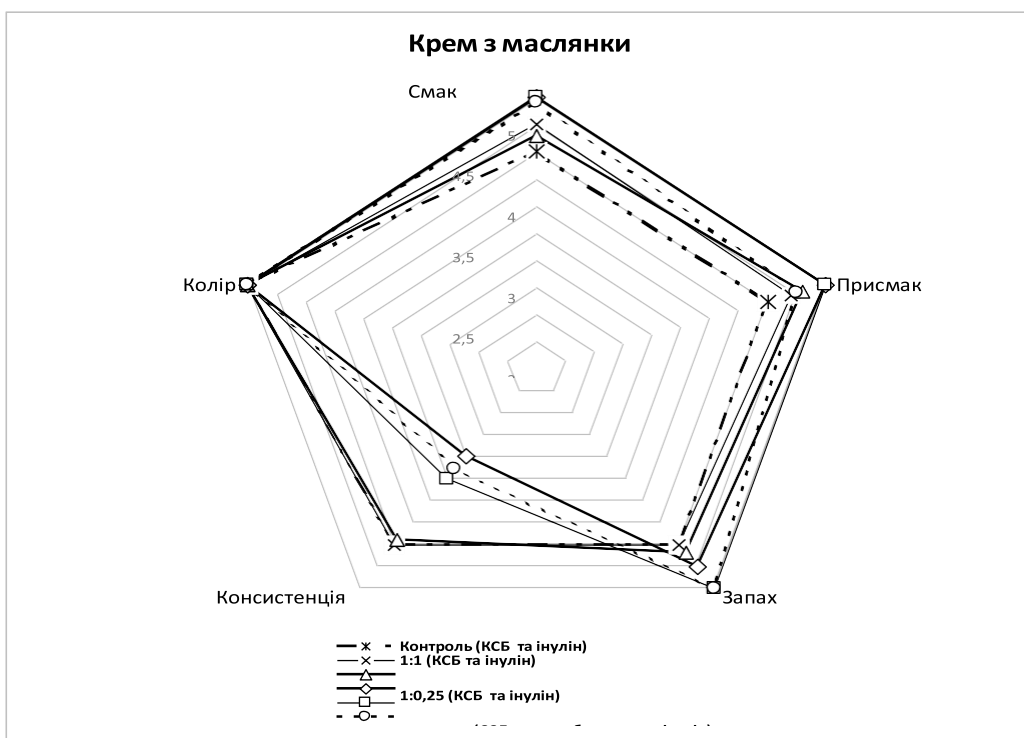 Крем з маслянки
Смак
5
4,5
4
3,5
3
2,5
Колір
Присмак
Консистенція
Запах
Контроль (КСБ та інулін)
1:1 (КСБ та інулін)
1:0,25 (КСБ та інулін)